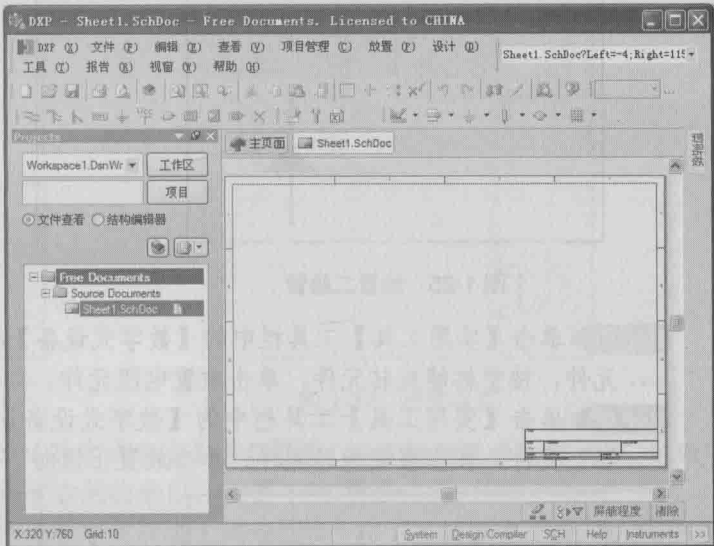 DXP - Sheet1.SchDoc - Free Documents. Licensed to CHINA
DXP (X) 文件 (F) 编辑 (E) 查看 (V) 项目管理 (C) 放置 (P) 设计 (D)
Sheet1.SchDoc?Left=-4;Right=115
工具 (T) 报告 (R) 视窗 (W) 帮助 (H)
Projects
主页面 Sheet1.SchDoc
Workspace1.DsnWr 工作区
项目
文件查看 结构编辑器
Free Documents
Source Documents
Sheet1.SchDoc
屏蔽程度 清除
X:320 Y:760 Grid:10
System Design Compiler SCH Help Instruments >>